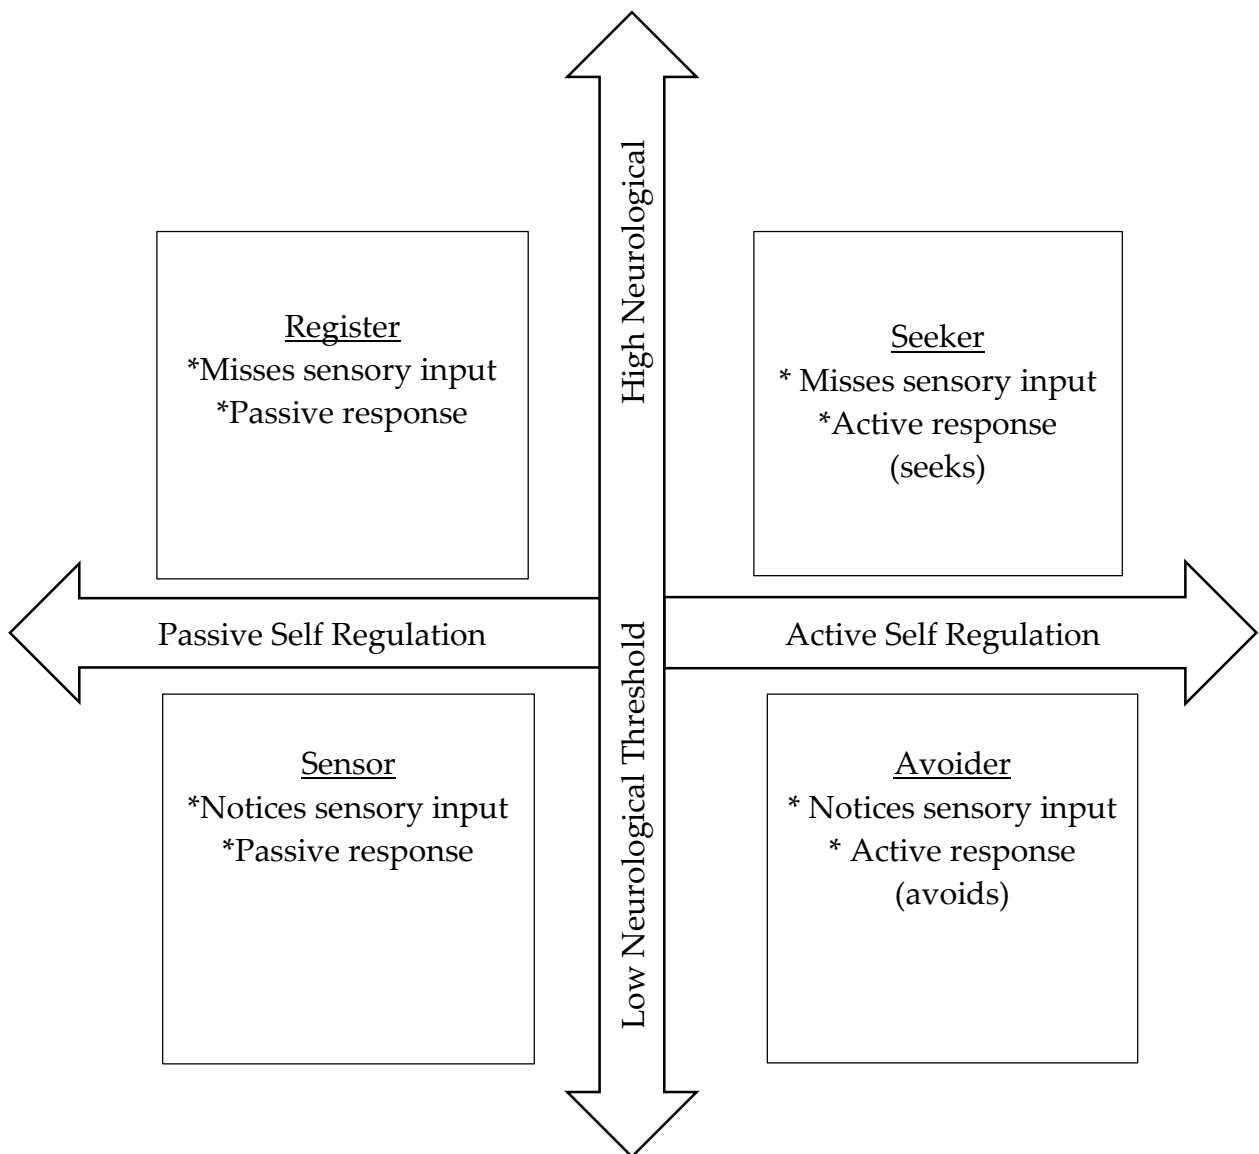 High Neurological
Register
*Misses sensory input
*Passive response
Seeker
* Misses sensory input
*Active response
(seeks)
Passive Self Regulation
Active Self Regulation
Low Neurological Threshold
Sensor
*Notices sensory input
*Passive response
Avoider
* Notices sensory input
* Active response
(avoids)